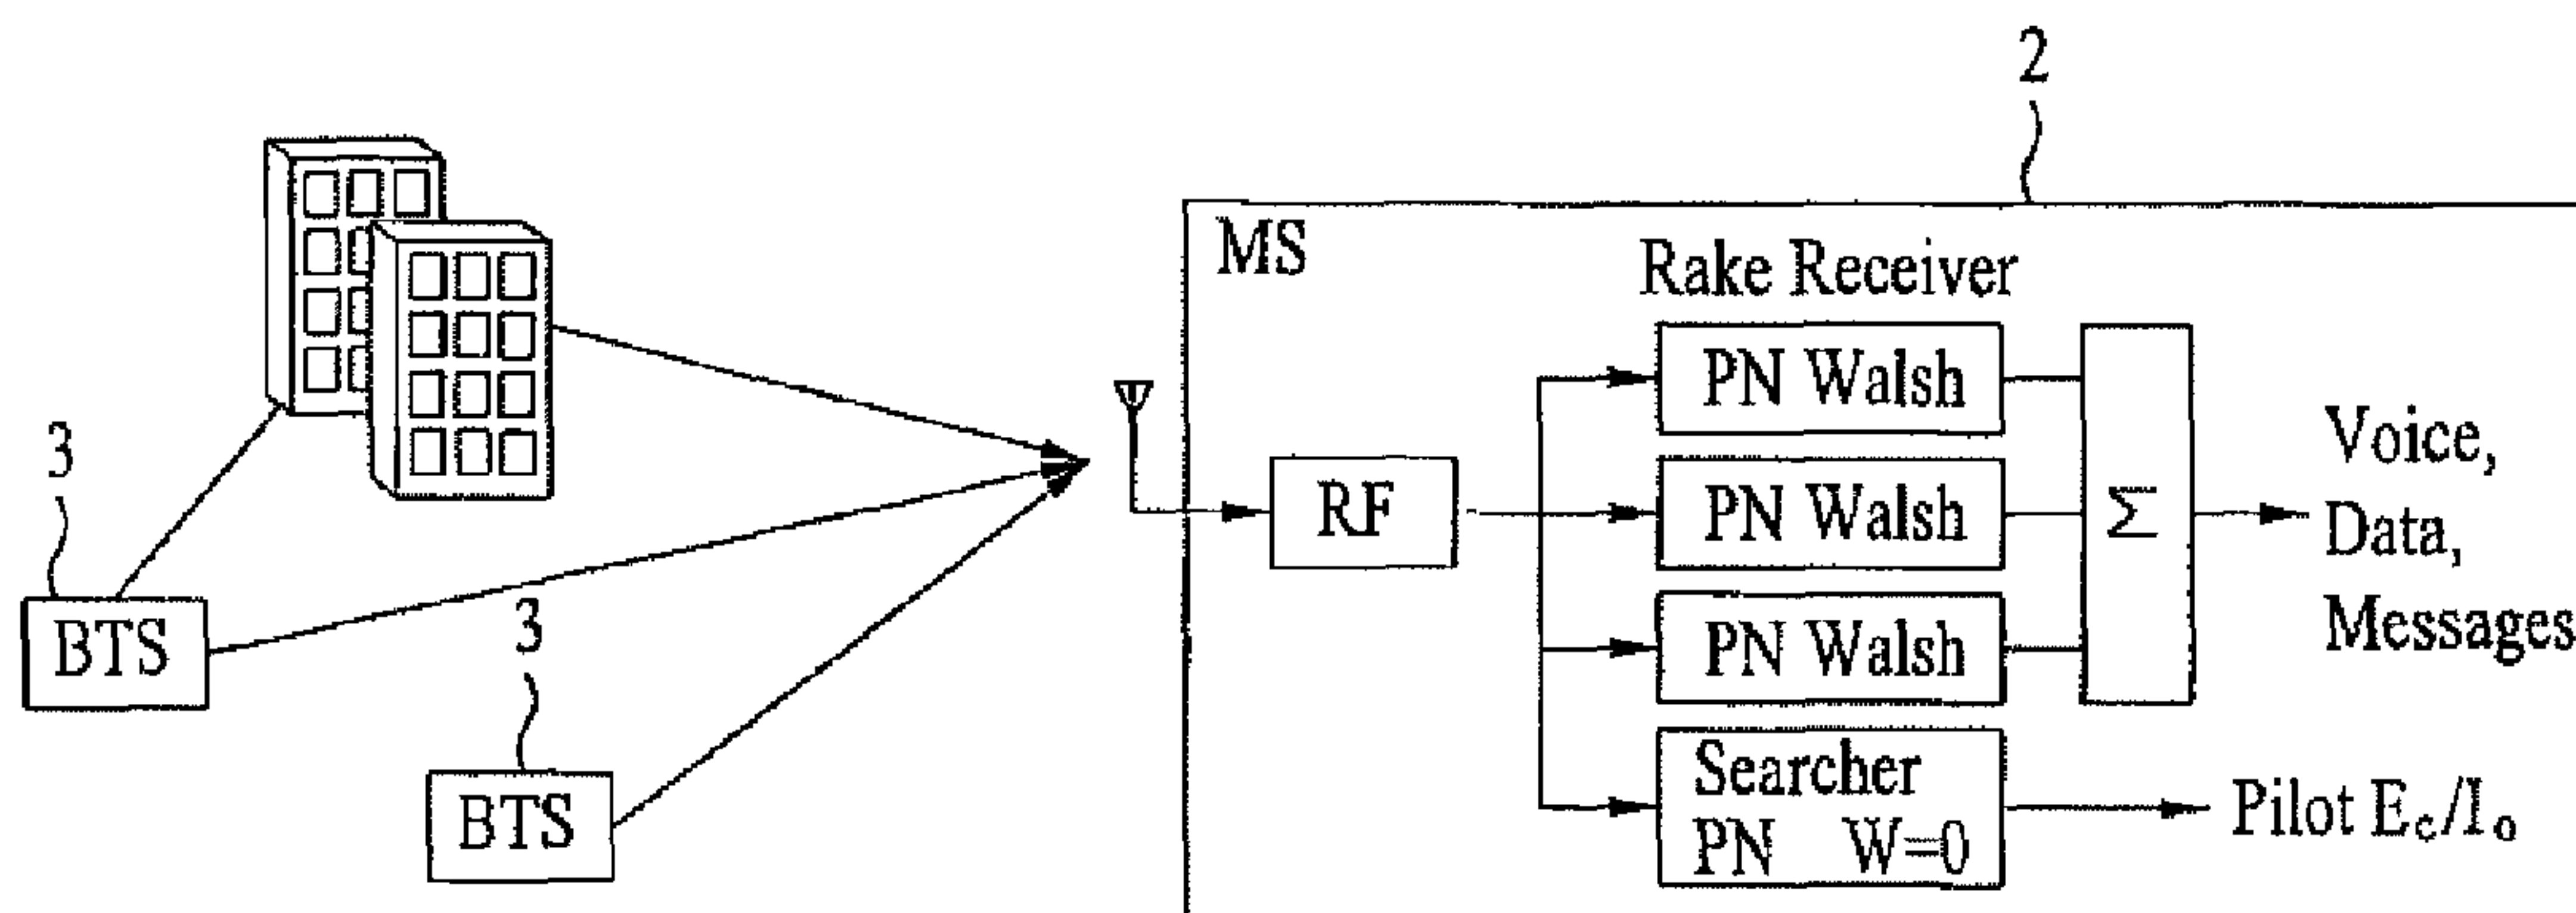 2
MS
Rake Receiver
PN Walsh
3
RF
PN Walsh
Σ
Voice,
Data,
Messages
BTS
3
PN Walsh
BTS
Searcher
PN W=0
Pilot Ec/Io